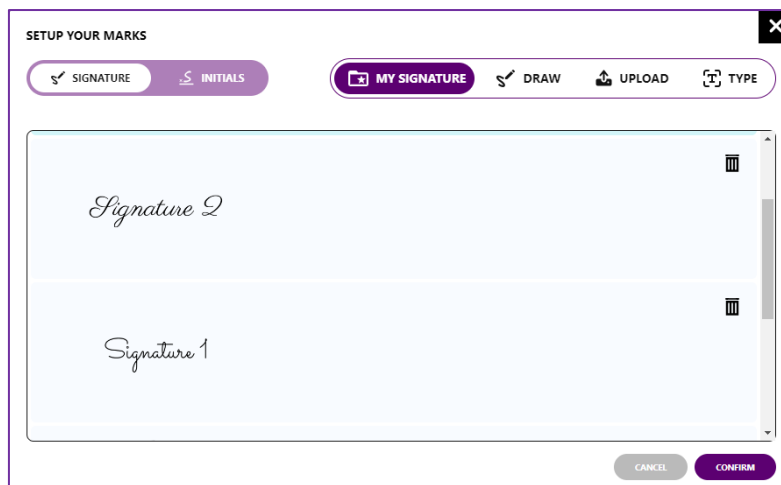 SETUP YOUR MARKS
SIGNATURE INITIALS MY SIGNATURE DRAW UPLOAD TYPE
Signature 2
Signature 1
CANCEL CONFIRM